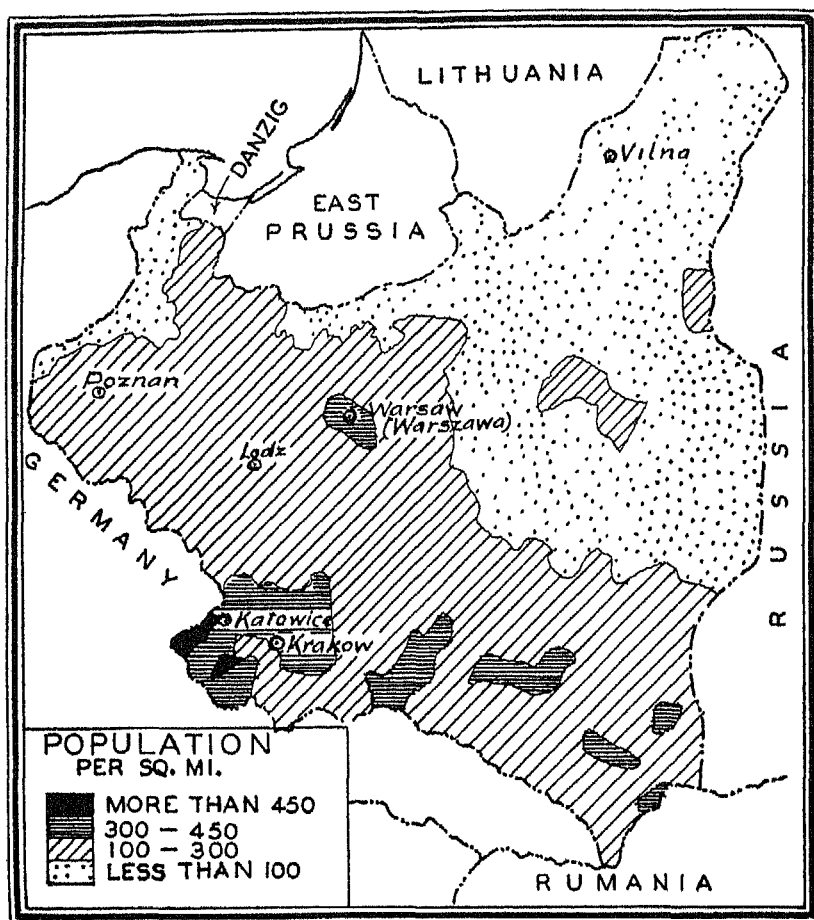 LITHUANIA
DANZIG
Vilna
EAST
PRUSSIA
Poznan
Warsaw
(Warszawa)
Lodz
GERMANY
RUSSIA
Katowice
Krakow
POPULATION
PER SQ. MI.
MORE THAN 450
300 - 450
100 - 300
LESS THAN 100
RUMANIA